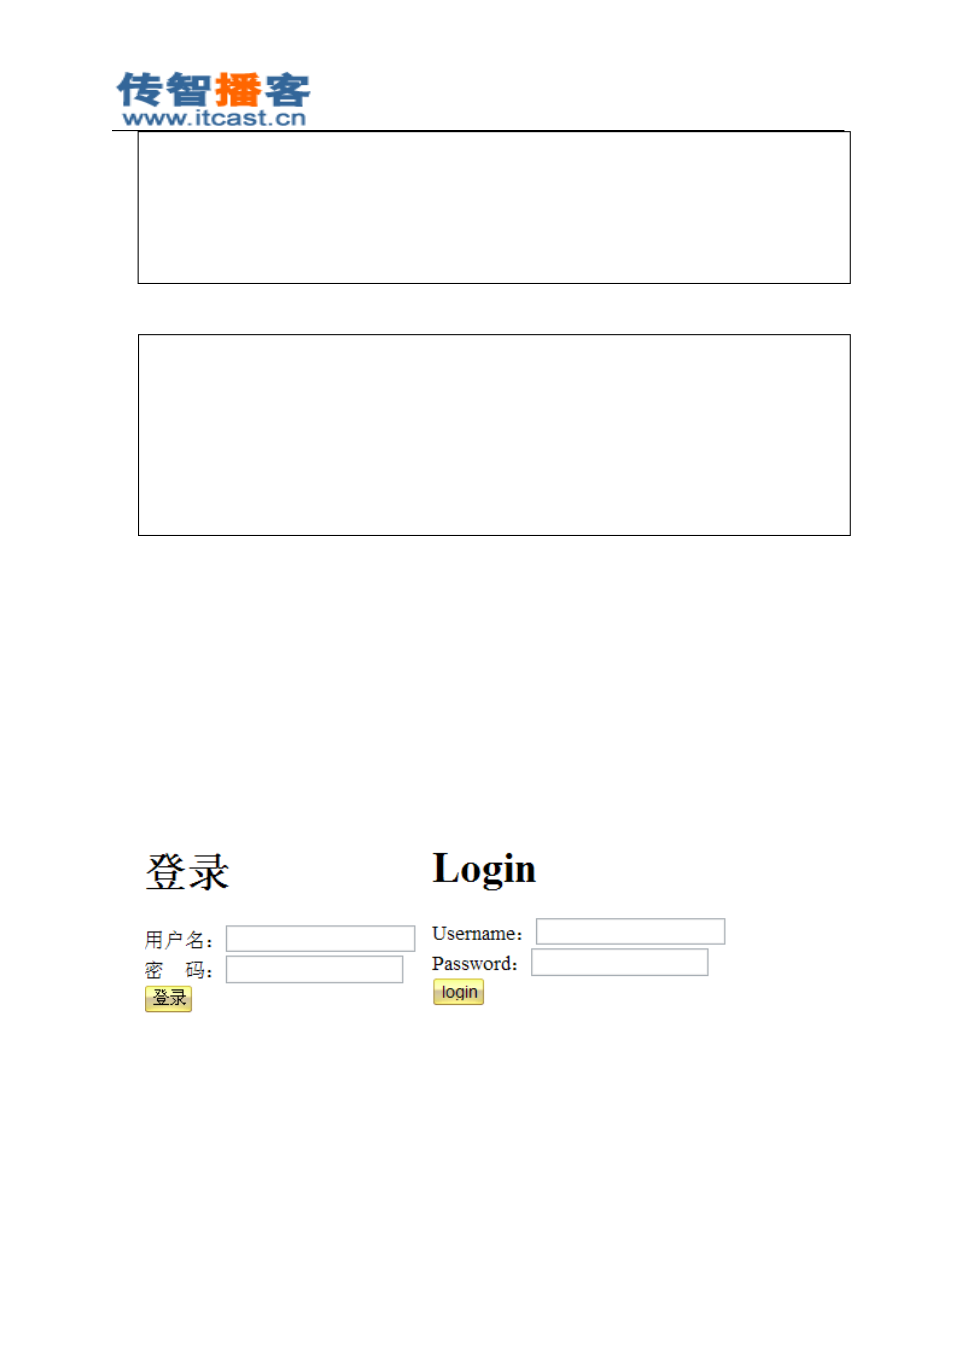 传智播客
www.itcast.cn
登录
用户名：
密 码：
登录
Login
Username：
Password：
login